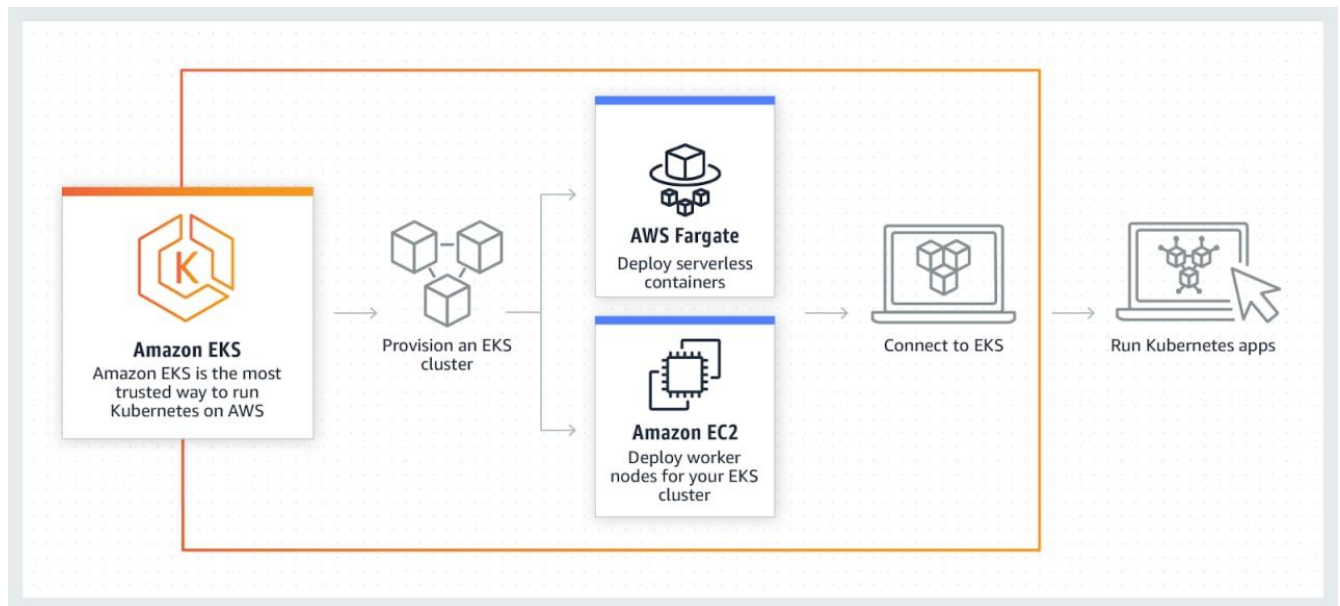 K
Amazon EKS
Amazon EKS is the most
trusted way to run
Kubernetes on AWS
Provision an EKS
cluster
AWS Fargate
Deploy serverless
containers
Amazon EC2
Deploy worker
nodes for your EKS
cluster
Connect to EKS
Run Kubernetes apps